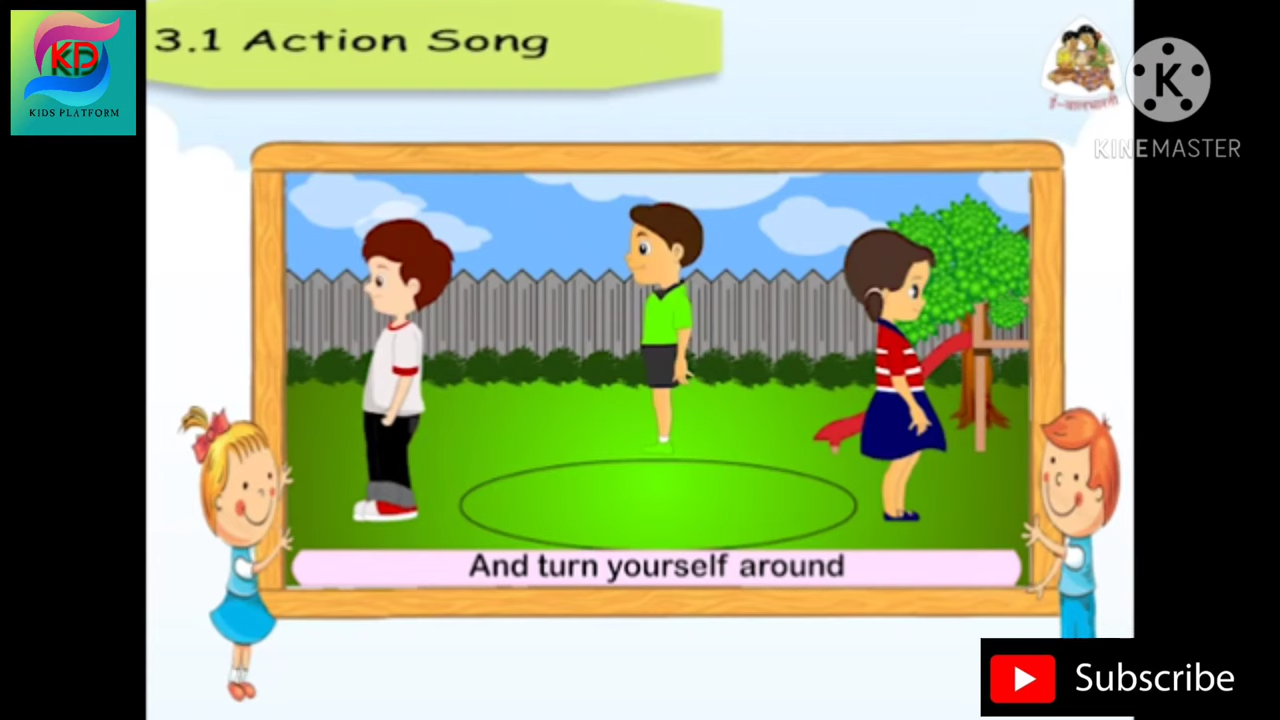 3.1 Action Song
KD
KIDS PLATFORM
K
KINEMASTER
And turn yourself around
Subscribe